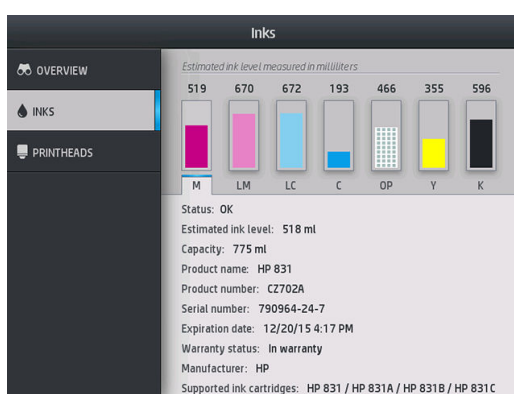 Inks
OVERVIEW
INKS
PRINTHEADS
Estimated ink level measured in milliliters
519 670 672 193 466 355 596
M LM LC C OP Y K
Status: OK
Estimated ink level: 518 ml
Capacity: 775 ml
Product name: HP 831
Product number: CZ702A
Serial number: 790964-24-7
Expiration date: 12/20/15 4:17 PM
Warranty status: In warranty
Manufacturer: HP
Supported ink cartridges: HP 831 / HP 831A / HP 831B / HP 831C